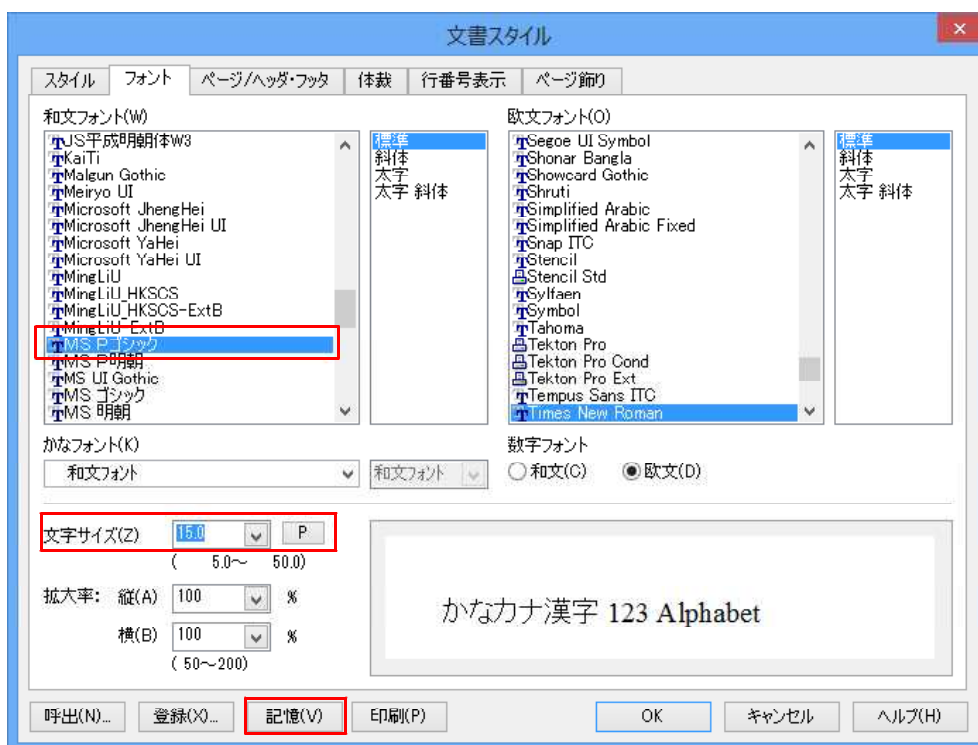 文書スタイル
スタイル フォント ページ/ヘッダ・フッタ 体裁 行番号表示 ページ飾り
和文フォント(W)
JS平成明朝体W3
KaiTi
Malgun Gothic
Meiryo UI
Microsoft JhengHei
Microsoft JhengHei UI
Microsoft YaHei
Microsoft YaHei UI
MingLiU
MingLiU_HKSCS
MingLiU_HKSCS-ExtB
MingLiU-ExtB
MS Pゴシック
MS P明朝
MS UI Gothic
MS ゴシック
MS 明朝
標準
斜体
太字
太字 斜体
欧文フォント(O)
Segoe UI Symbol
Shonar Bangla
Showcard Gothic
Shruti
Simplified Arabic
Simplified Arabic Fixed
Snap ITC
Stencil
Stencil Std
Sylfaen
Symbol
Tahoma
Tekton Pro
Tekton Pro Cond
Tekton Pro Ext
Tempus Sans ITC
Times New Roman
標準
斜体
太字
太字 斜体
かなフォント(K)
和文フォント 和文フォント
数字フォント
和文(C) 欧文(D)
文字サイズ(Z) 15.0 P
( 5.0～ 50.0)
拡大率: 縦(A) 100 %
横(B) 100 %
( 50～200)
かなカナ漢字 123 Alphabet
呼出(N)... 登録(X)... 記憶(V) 印刷(P) OK キャンセル ヘルプ(H)